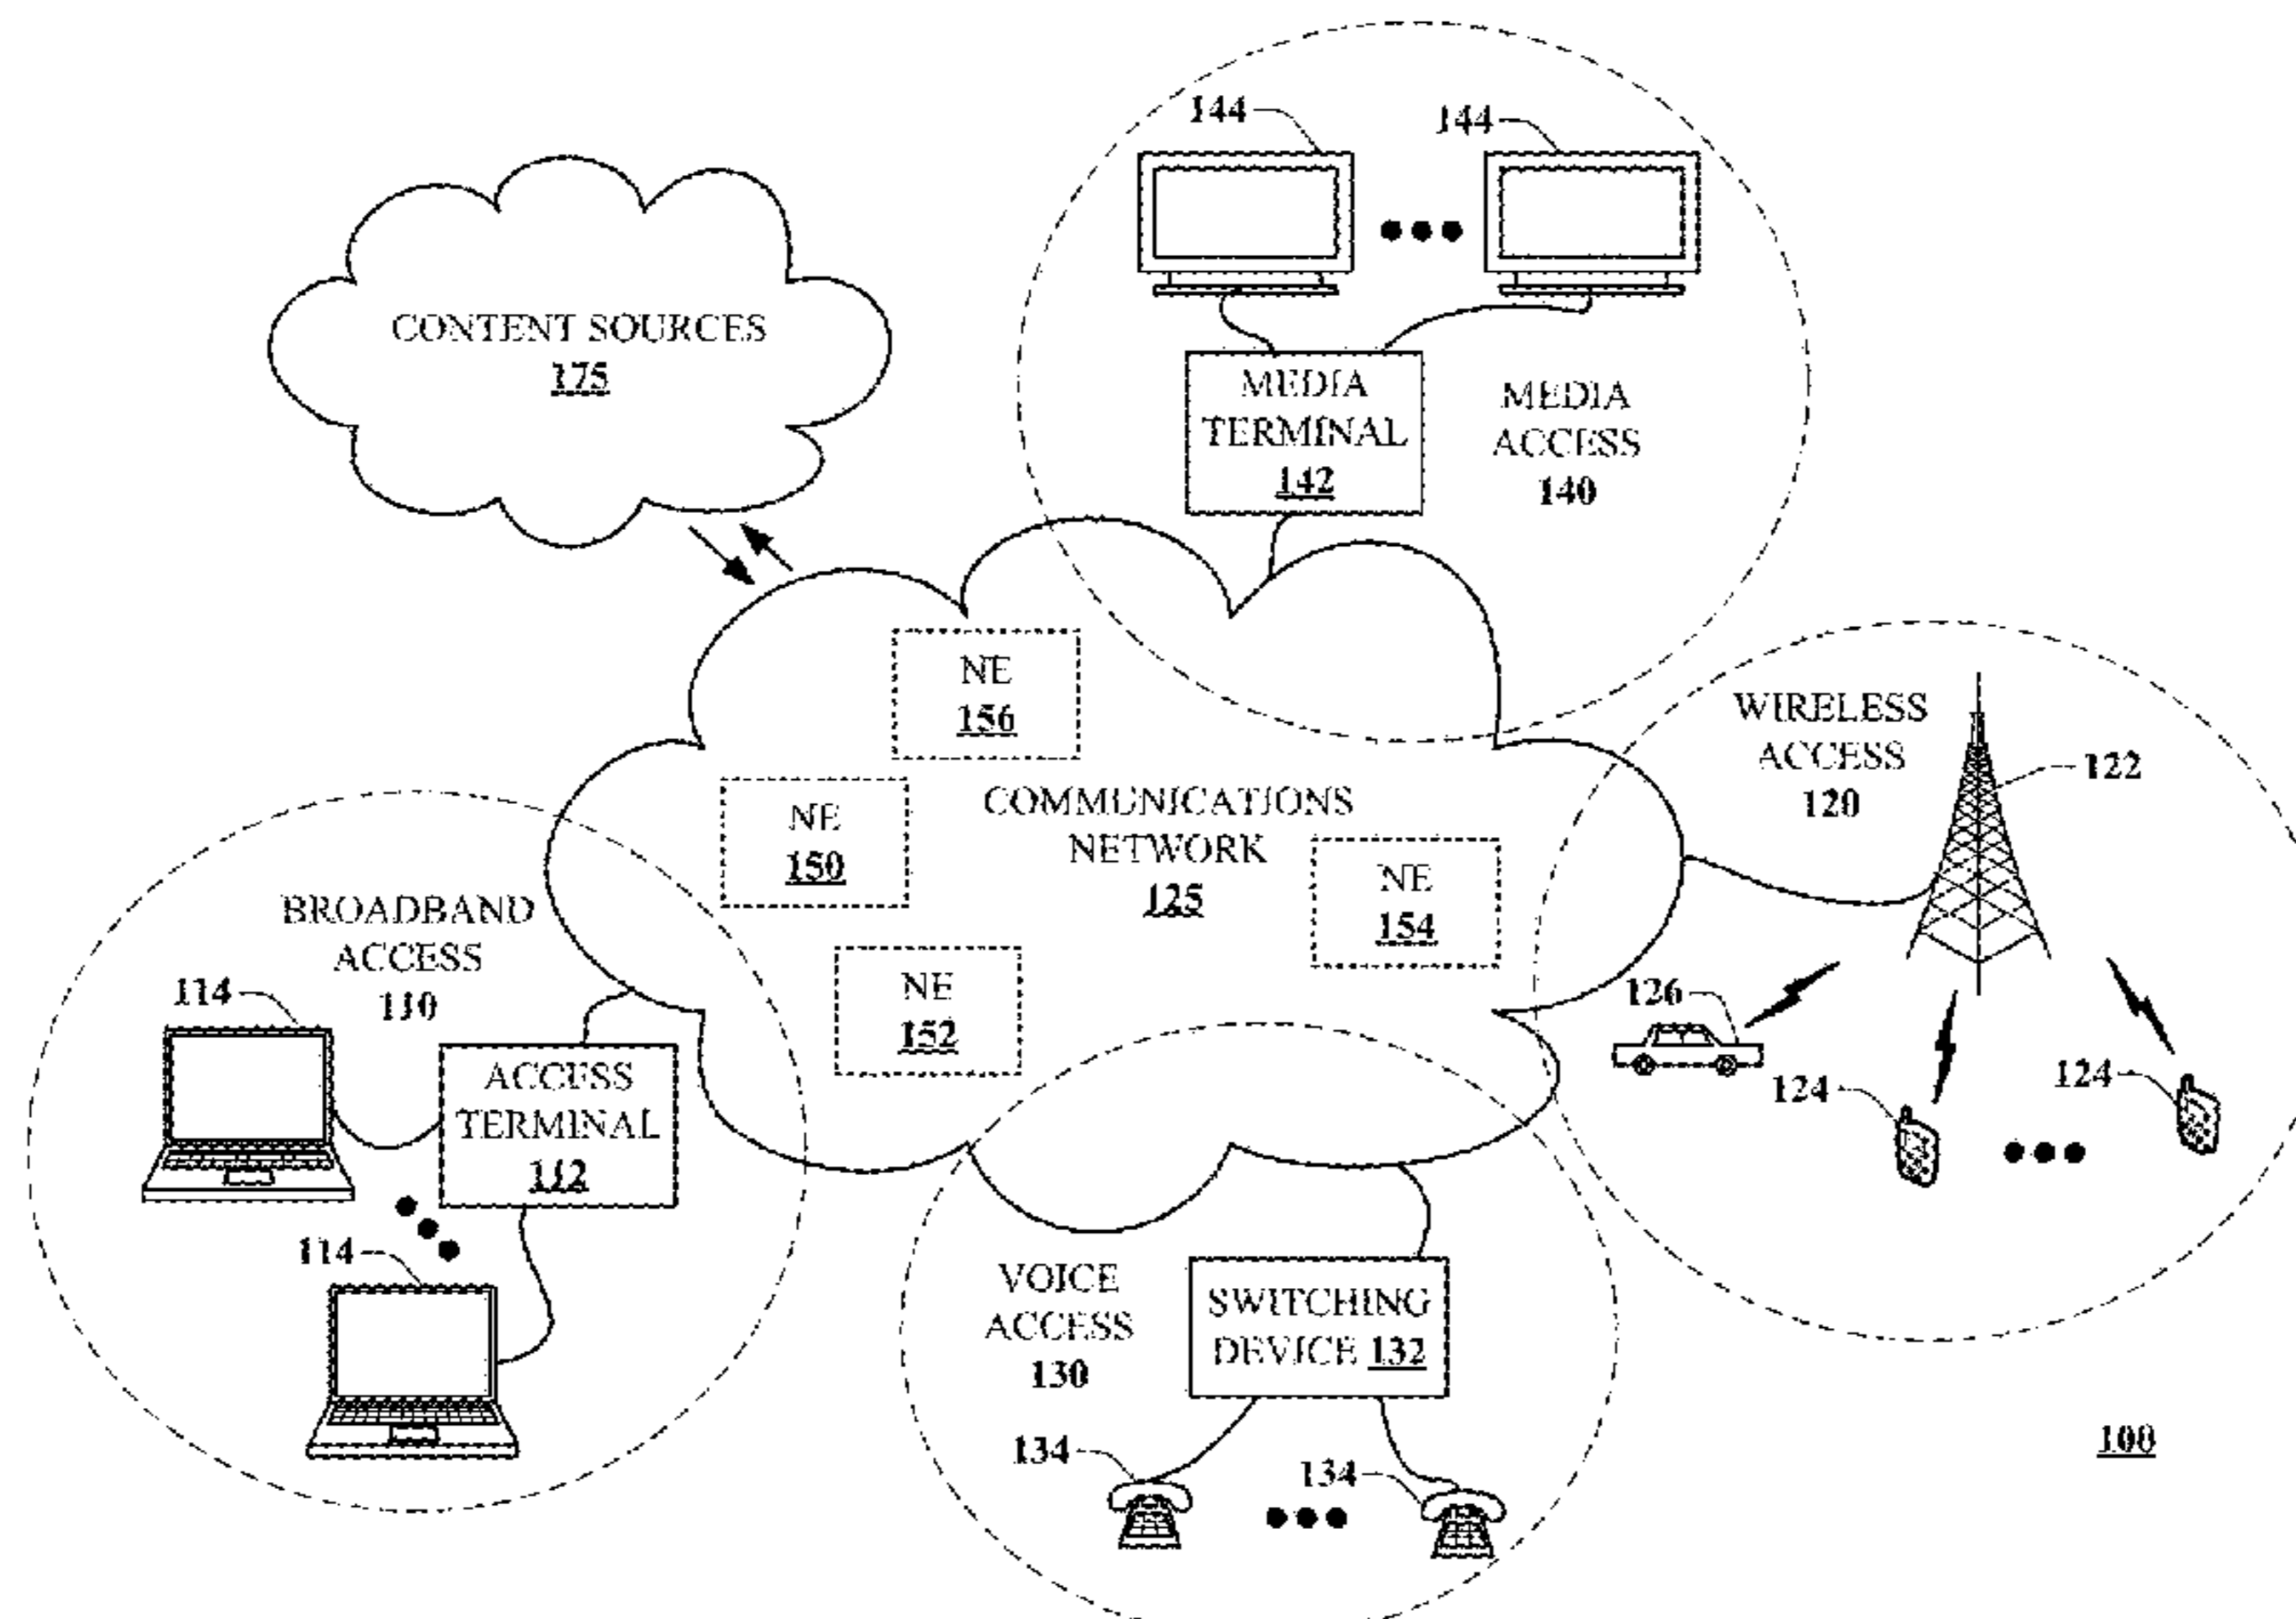 144
144
CONTENT SOURCES
175
MEDIA
TERMINAL
142
MEDIA
ACCESS
140
NE
156
WIRELESS
ACCESS
120
122
NE
150
COMMUNICATIONS
NETWORK
125
NE
154
BROADBAND
ACCESS
110
114
NE
152
126
124
124
ACCESS
TERMINAL
112
114
VOICE
ACCESS
130
SWITCHING
DEVICE 132
134
134
100